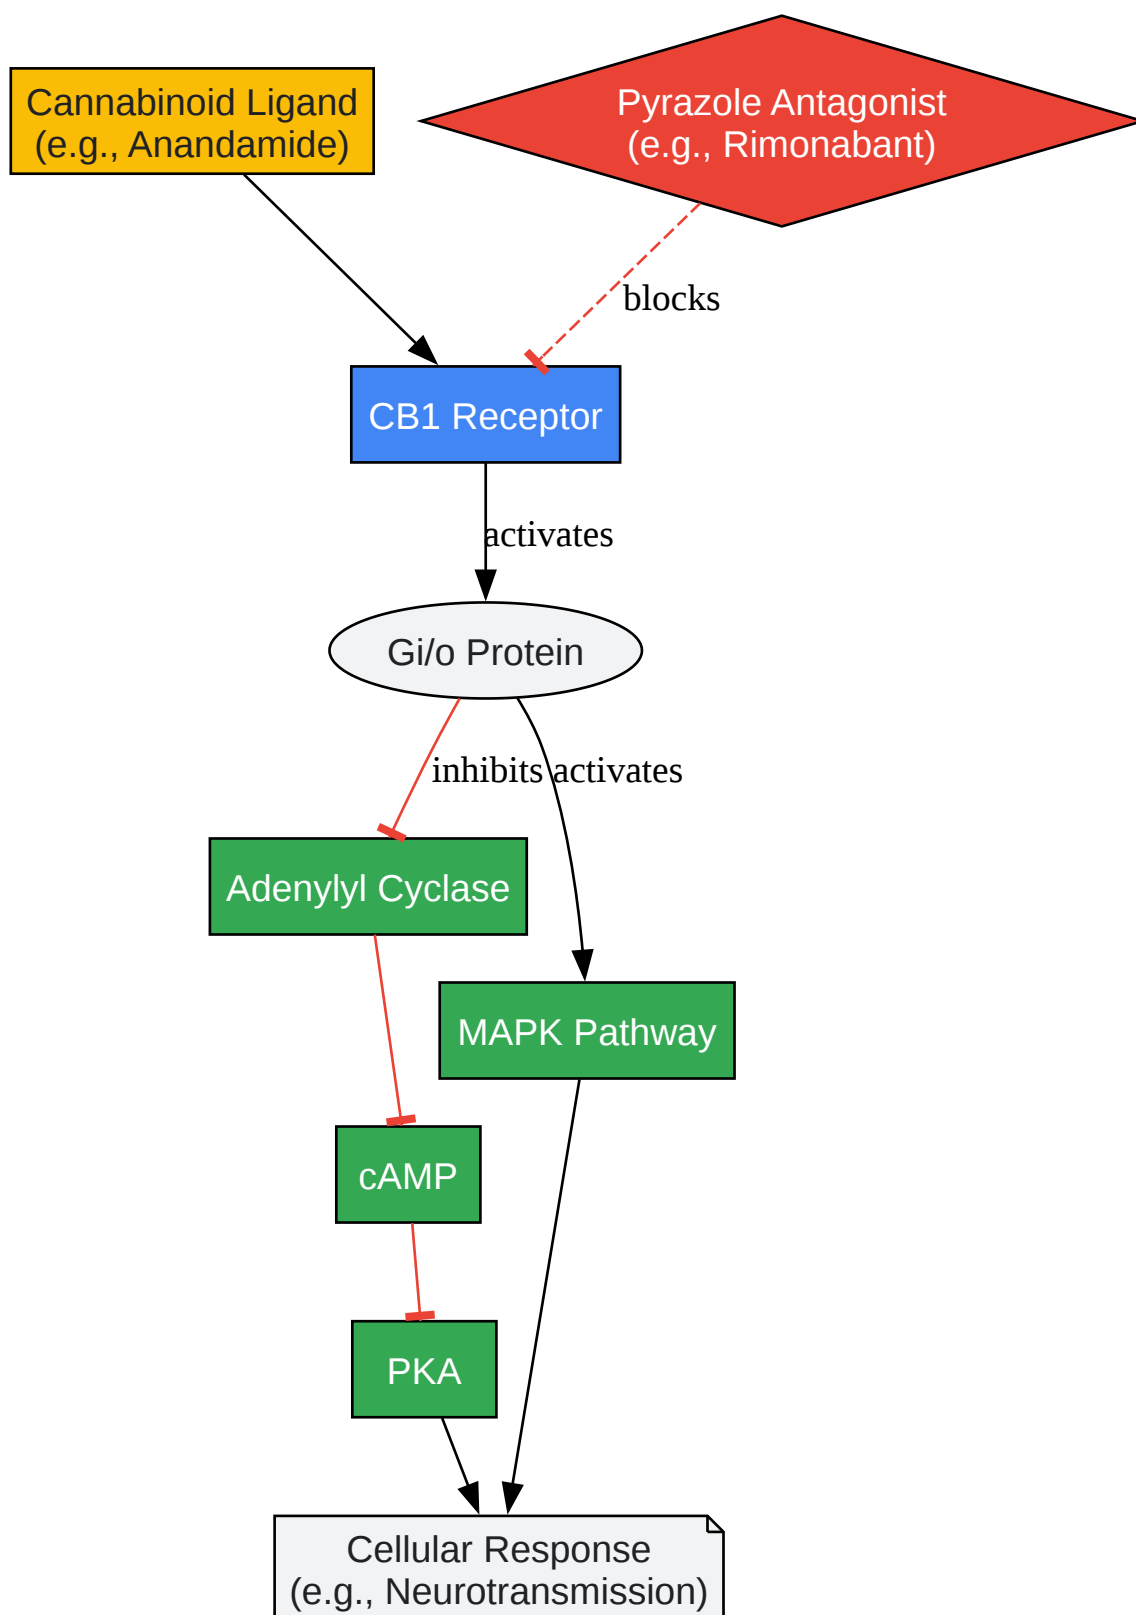 Cannabinoid Ligand
(e.g., Anandamide)
Pyrazole Antagonist
(e.g., Rimonabant)
blocks
CB1 Receptor
activates
Gi/o Protein
inhibits
activates
Adenylyl Cyclase
MAPK Pathway
cAMP
PKA
Cellular Response
(e.g., Neurotransmission)